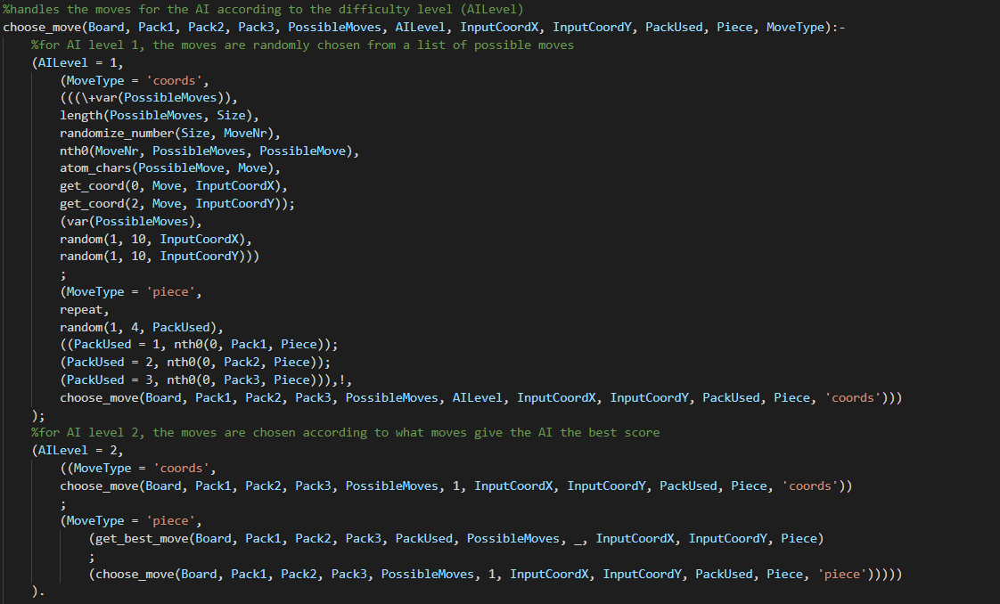 %handles the moves for the AI according to the difficulty level (AILevel)
choose_move(Board, Pack1, Pack2, Pack3, PossibleMoves, AILevel, InputCoordX, InputCoordY, PackUsed, Piece, MoveType):-
    %for AI level 1, the moves are randomly chosen from a list of possible moves
    (AILevel = 1,
        (MoveType = 'coords',
        (((\+var(PossibleMoves)),
        length(PossibleMoves, Size),
        randomize_number(Size, MoveNr),
        nth0(MoveNr, PossibleMoves, PossibleMove),
        atom_chars(PossibleMove, Move),
        get_coord(0, Move, InputCoordX),
        get_coord(2, Move, InputCoordY));
        (var(PossibleMoves),
        random(1, 10, InputCoordX),
        random(1, 10, InputCoordY)))
        ;
        (MoveType = 'piece',
        repeat,
        random(1, 4, PackUsed),
        ((PackUsed = 1, nth0(0, Pack1, Piece));
        (PackUsed = 2, nth0(0, Pack2, Piece));
        (PackUsed = 3, nth0(0, Pack3, Piece))),!,
        choose_move(Board, Pack1, Pack2, Pack3, PossibleMoves, AILevel, InputCoordX, InputCoordY, PackUsed, Piece, 'coords')))
    );
    %for AI level 2, the moves are chosen according to what moves give the AI the best score
    (AILevel = 2,
        ((MoveType = 'coords',
        choose_move(Board, Pack1, Pack2, Pack3, PossibleMoves, 1, InputCoordX, InputCoordY, PackUsed, Piece, 'coords'))
        ;
        (MoveType = 'piece',
            (get_best_move(Board, Pack1, Pack2, Pack3, PackUsed, PossibleMoves, _, InputCoordX, InputCoordY, Piece)
            ;
            (choose_move(Board, Pack1, Pack2, Pack3, PossibleMoves, 1, InputCoordX, InputCoordY, PackUsed, Piece, 'piece')))))
    ).